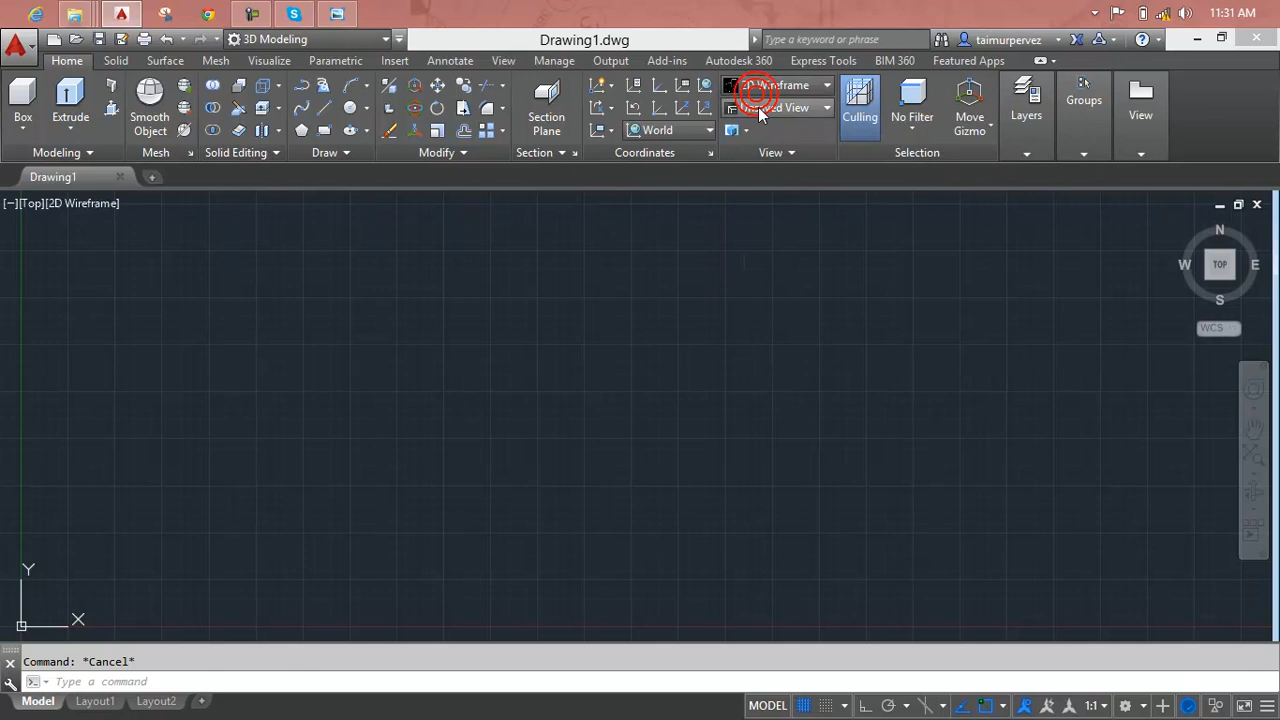 11:31 AM
3D Modeling
Drawing1.dwg
Type a keyword or phrase
taimurpervez
Home Solid Surface Mesh Visualize Parametric Insert Annotate View Manage Output Add-ins Autodesk 360 Express Tools BIM 360 Featured Apps
2D Wireframe
View
World
Box
Extrude
Smooth
Object
Section
Plane
Culling
No Filter
Move
Gizmo
Layers
Groups
View
Modeling Mesh Solid Editing Draw Modify Section Coordinates View Selection
Drawing1
[−][Top][2D Wireframe]
N
W TOP E
S
WCS
Y
X
Command: *Cancel*
Type a command
Model Layout1 Layout2
MODEL
1:1